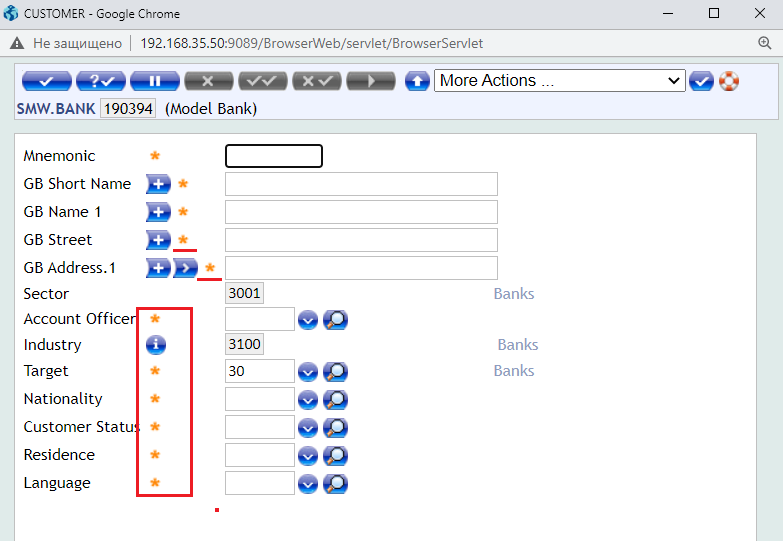 CUSTOMER - Google Chrome
Не защищено 192.168.35.50:9089/BrowserWeb/servlet/BrowserServlet
More Actions ...
SMW.BANK 190394 (Model Bank)
Mnemonic *
GB Short Name *
GB Name 1 *
GB Street *
GB Address.1 *
Sector 3001 Banks
Account Officer *
Industry 3100 Banks
Target * 30 Banks
Nationality *
Customer Status *
Residence *
Language *